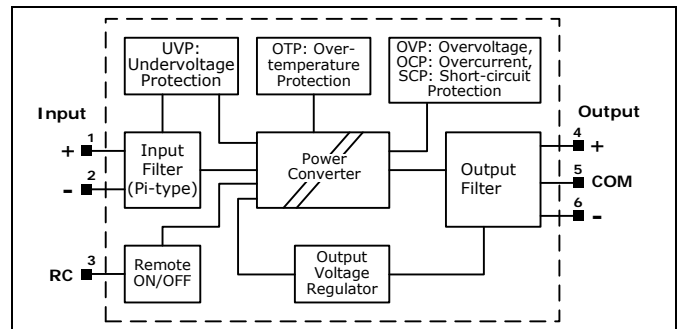 UVP:
Undervoltage
Protection
OTP: Over-
temperature
Protection
OVP: Overvoltage,
OCP: Overcurrent,
SCP: Short-circuit
Protection
Input
Output
1
+
2
-
Input
Filter
(Pi-type)
Power
Converter
Output
Filter
4
+
5
COM
6
-
3
RC
Remote
ON/OFF
Output
Voltage
Regulator